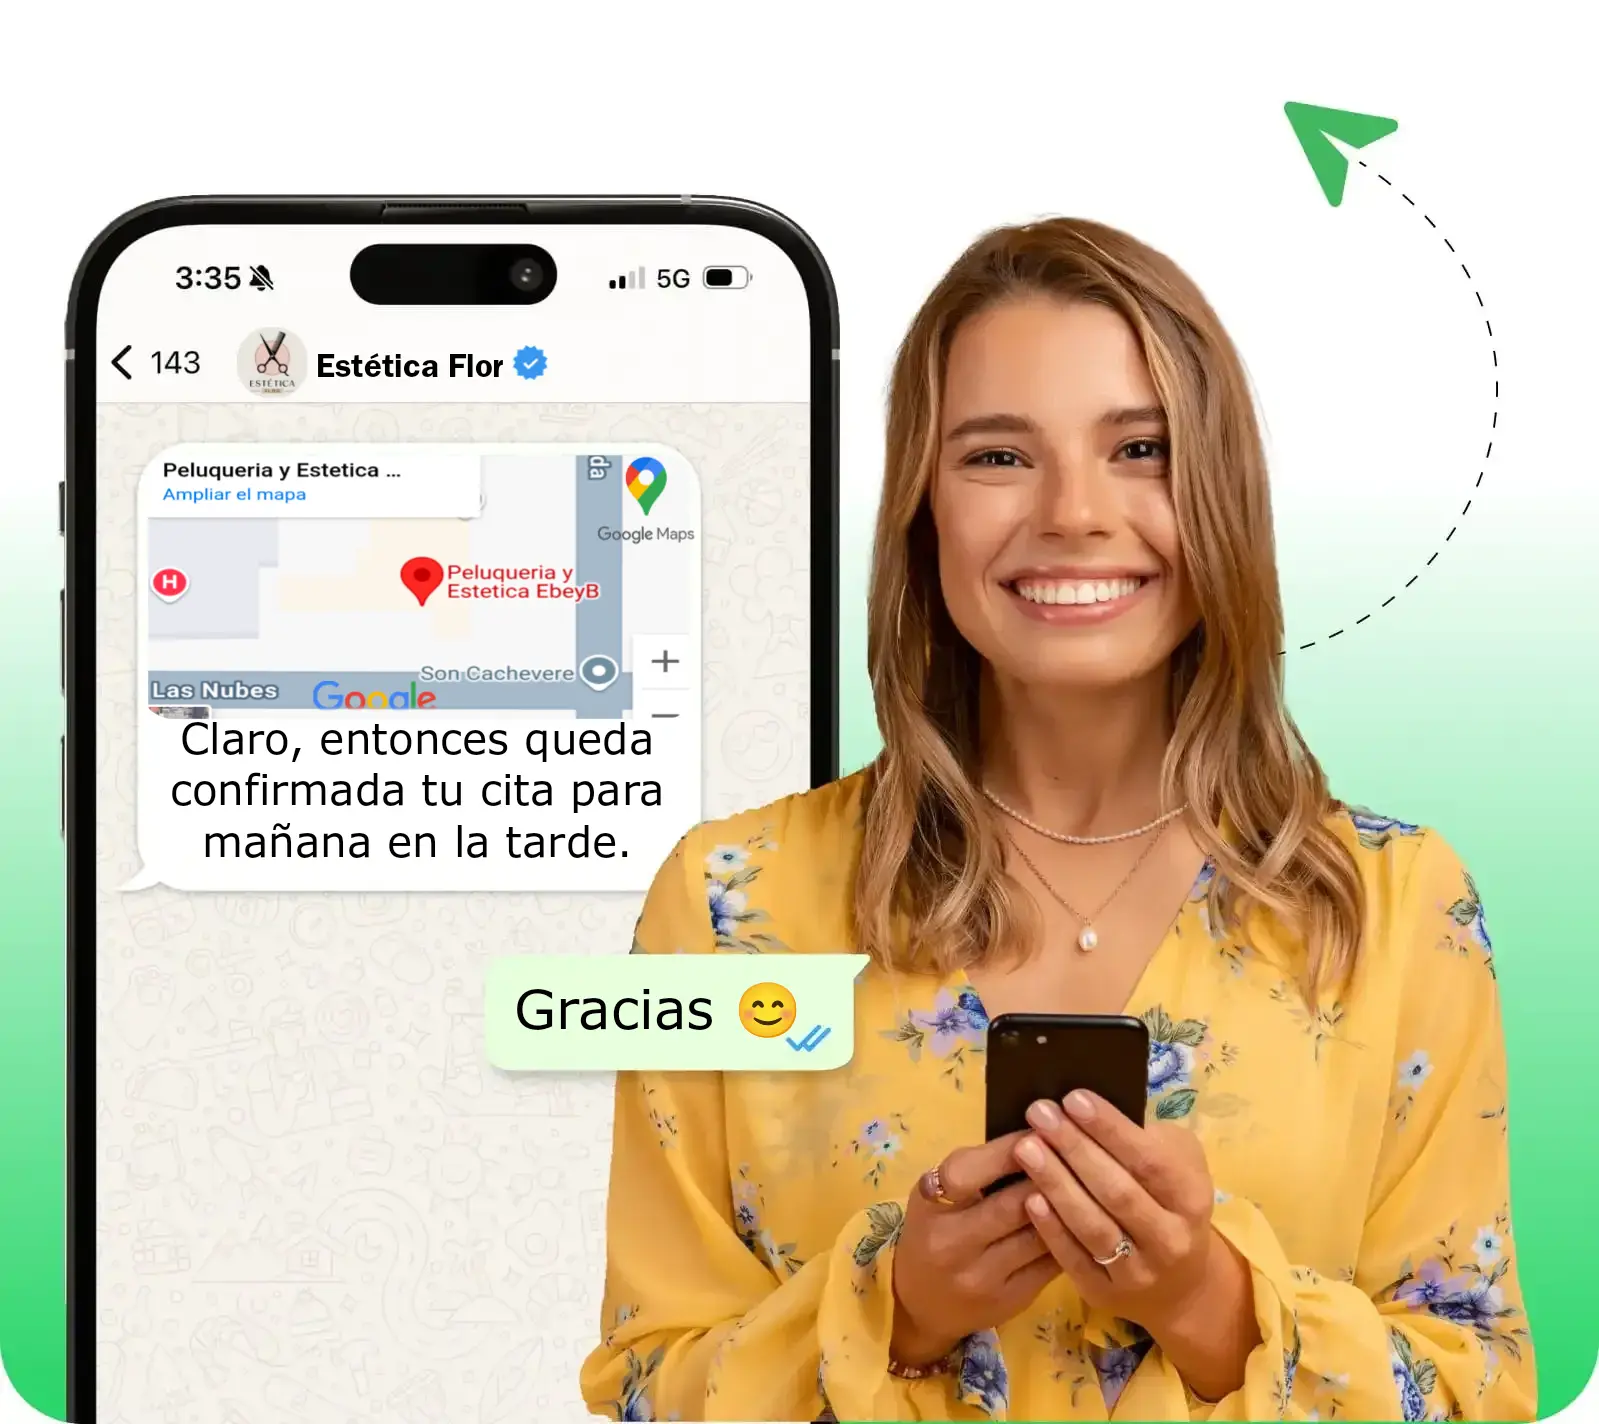 3:35 5G
143 Estética Flor
ESTÉTICA
Peluqueria y Estetica ...
Ampliar el mapa
da
Google Maps
H
Peluqueria y
Estetica EbeyB
Son Cachevere
Las Nubes Google
Claro, entonces queda
confirmada tu cita para
mañana en la tarde.
Gracias 😊